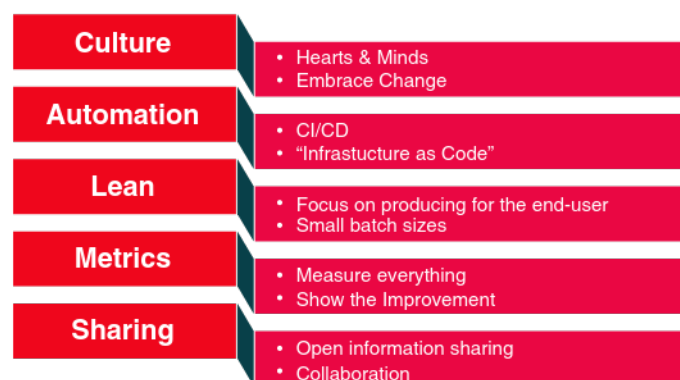 Culture
• Hearts & Minds
• Embrace Change
Automation
• CI/CD
• “Infrastucture as Code”
Lean
• Focus on producing for the end-user
• Small batch sizes
Metrics
• Measure everything
• Show the Improvement
Sharing
• Open information sharing
• Collaboration